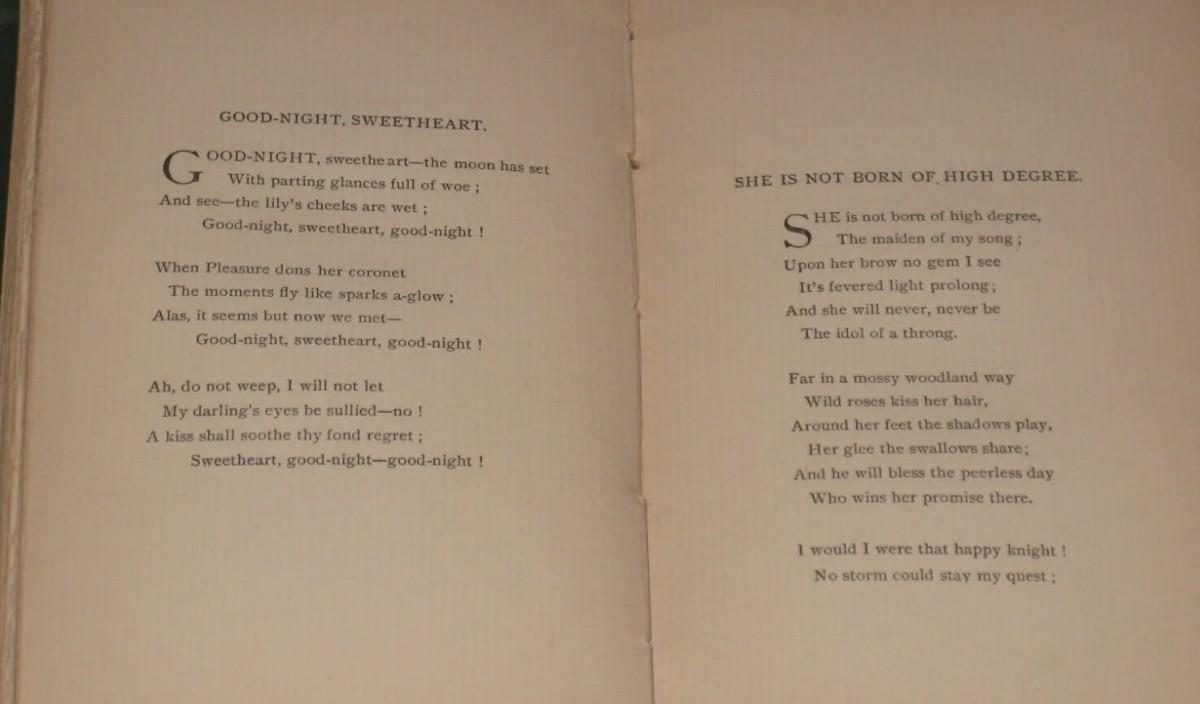 GOOD-NIGHT, SWEETHEART.
GOOD-NIGHT, sweetheart—the moon has set
With parting glances full of woe ;
And see—the lily's cheeks are wet ;
Good-night, sweetheart, good-night !
When Pleasure dons her coronet
The moments fly like sparks a-glow ;
Alas, it seems but now we met—
Good-night, sweetheart, good-night !
Ah, do not weep, I will not let
My darling's eyes be sullied—no !
A kiss shall soothe thy fond regret ;
Sweetheart, good-night—good-night !
SHE IS NOT BORN OF HIGH DEGREE.
SHE is not born of high degree,
The maiden of my song ;
Upon her brow no gem I see
It's fevered light prolong ;
And she will never, never be
The idol of a throng.
Far in a mossy woodland way
Wild roses kiss her hair,
Around her feet the shadows play,
Her glee the swallows share ;
And he will bless the peerless day
Who wins her promise there.
I would I were that happy knight !
No storm could stay my quest ;